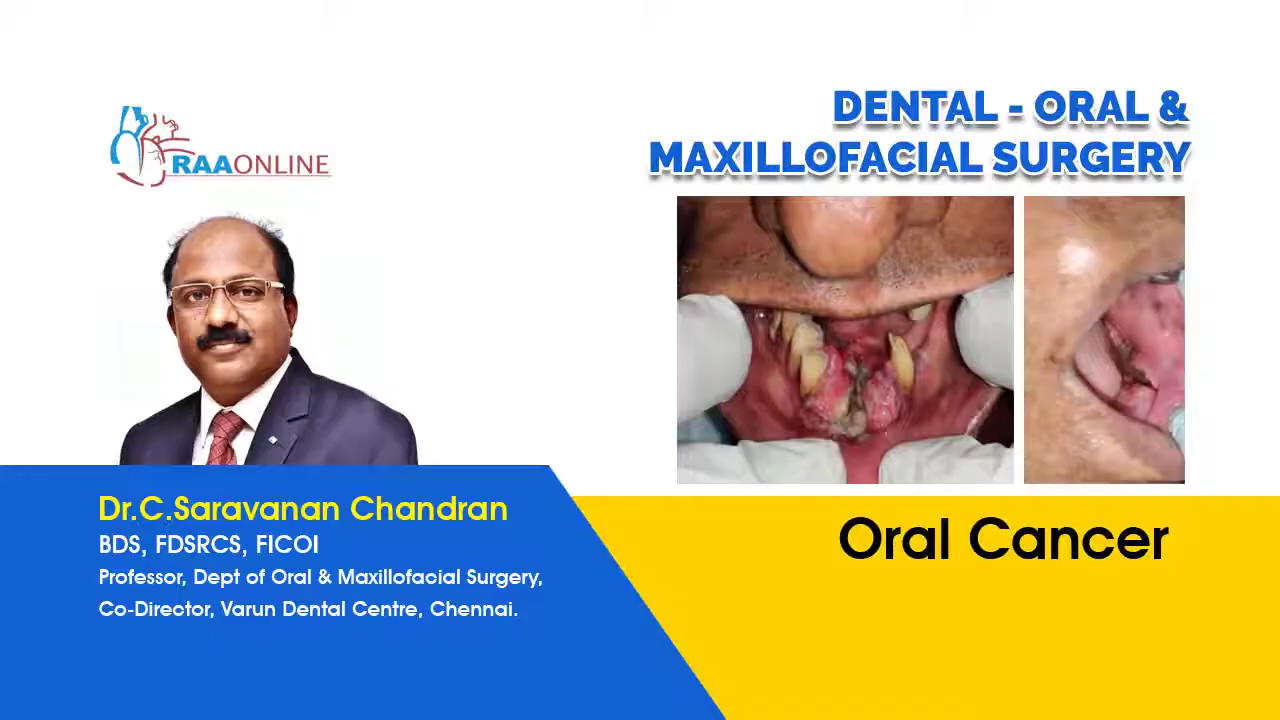 RAAONLINE
DENTAL - ORAL &
MAXILLOFACIAL SURGERY
Dr.C.Saravanan Chandran
BDS, FDSRCS, FICOI
Professor, Dept of Oral & Maxillofacial Surgery,
Co-Director, Varun Dental Centre, Chennai.
Oral Cancer